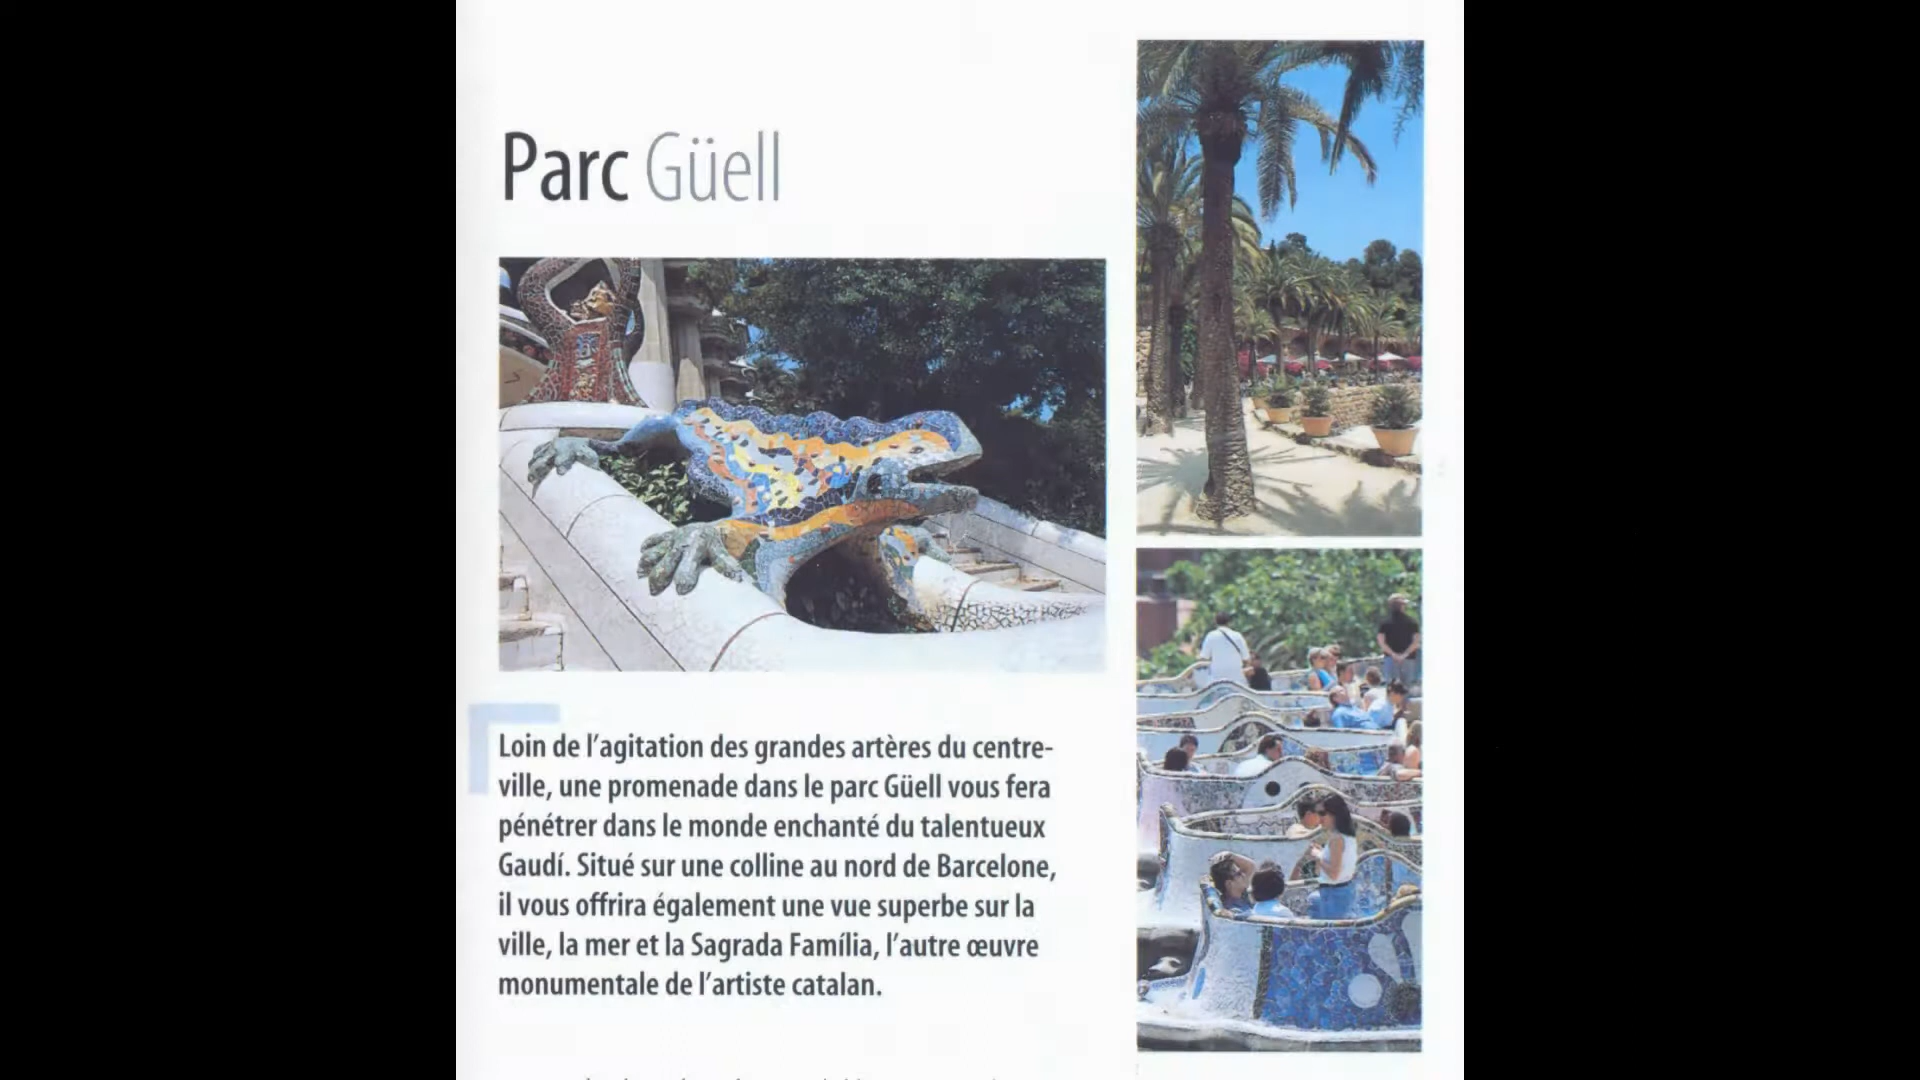 Parc Güell
Loin de l’agitation des grandes artères du centre-
ville, une promenade dans le parc Güell vous fera
pénétrer dans le monde enchanté du talentueux
Gaudí. Situé sur une colline au nord de Barcelone,
il vous offrira également une vue superbe sur la
ville, la mer et la Sagrada Família, l’autre œuvre
monumentale de l’artiste catalan.